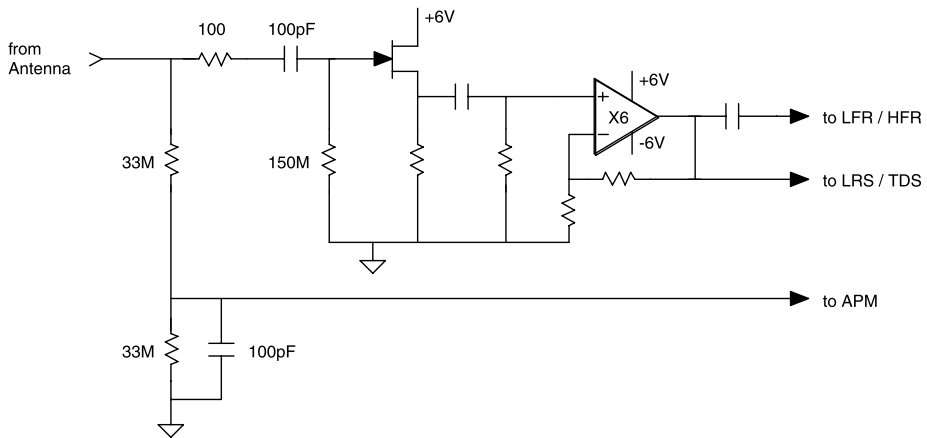 100
100pF
+6V
from
Antenna
+6V
+
X6
−
-6V
to LFR / HFR
33M
150M
to LRS / TDS
to APM
33M
100pF